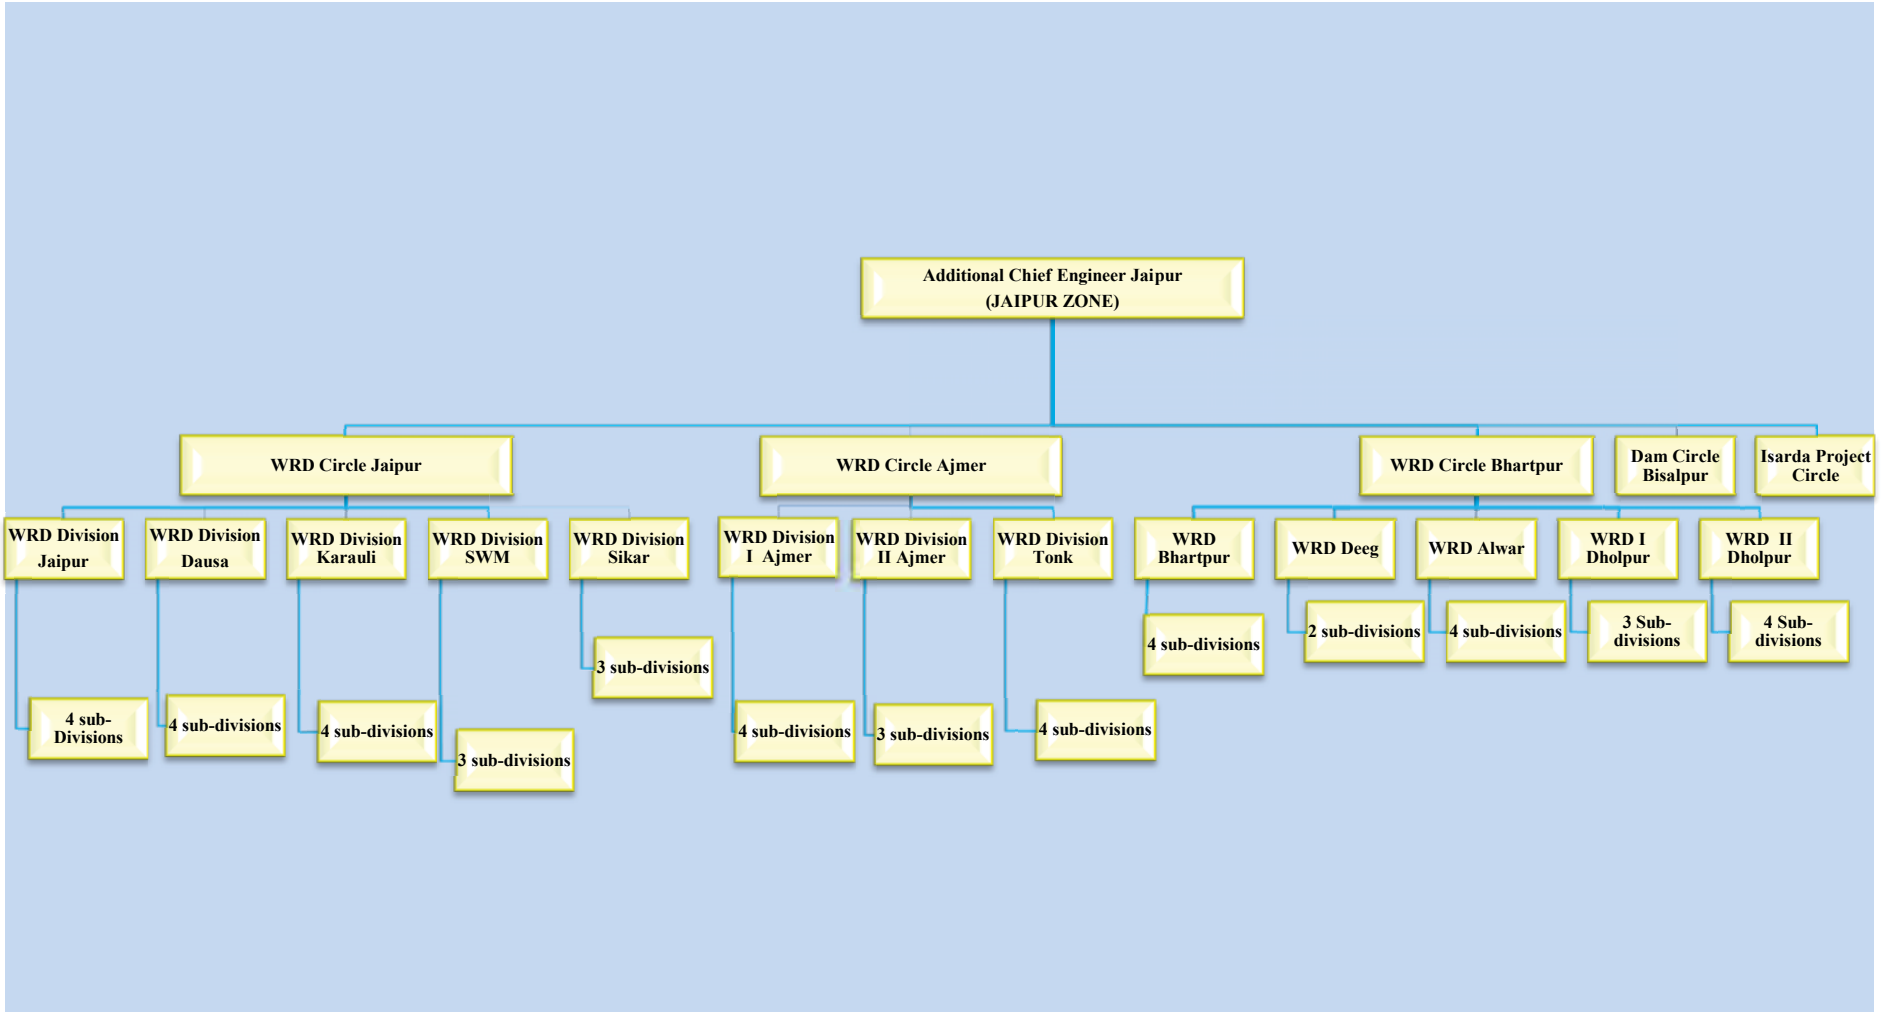 Additional Chief Engineer Jaipur
(JAIPUR ZONE)
WRD Circle Jaipur
WRD Circle Ajmer
WRD Circle Bhartpur
Dam Circle
Bisalpur
Isarda Project
Circle
WRD Division
Jaipur
WRD Division
Dausa
WRD Division
Karauli
WRD Division
SWM
WRD Division
Sikar
WRD Division
I Ajmer
WRD Division
II Ajmer
WRD Division
Tonk
WRD
Bhartpur
WRD Deeg
WRD Alwar
WRD I
Dholpur
WRD II
Dholpur
4 sub-
Divisions
4 sub-divisions
4 sub-divisions
3 sub-divisions
3 sub-divisions
4 sub-divisions
3 sub-divisions
4 sub-divisions
4 sub-divisions
2 sub-divisions
4 sub-divisions
3 Sub-
divisions
4 Sub-
divisions